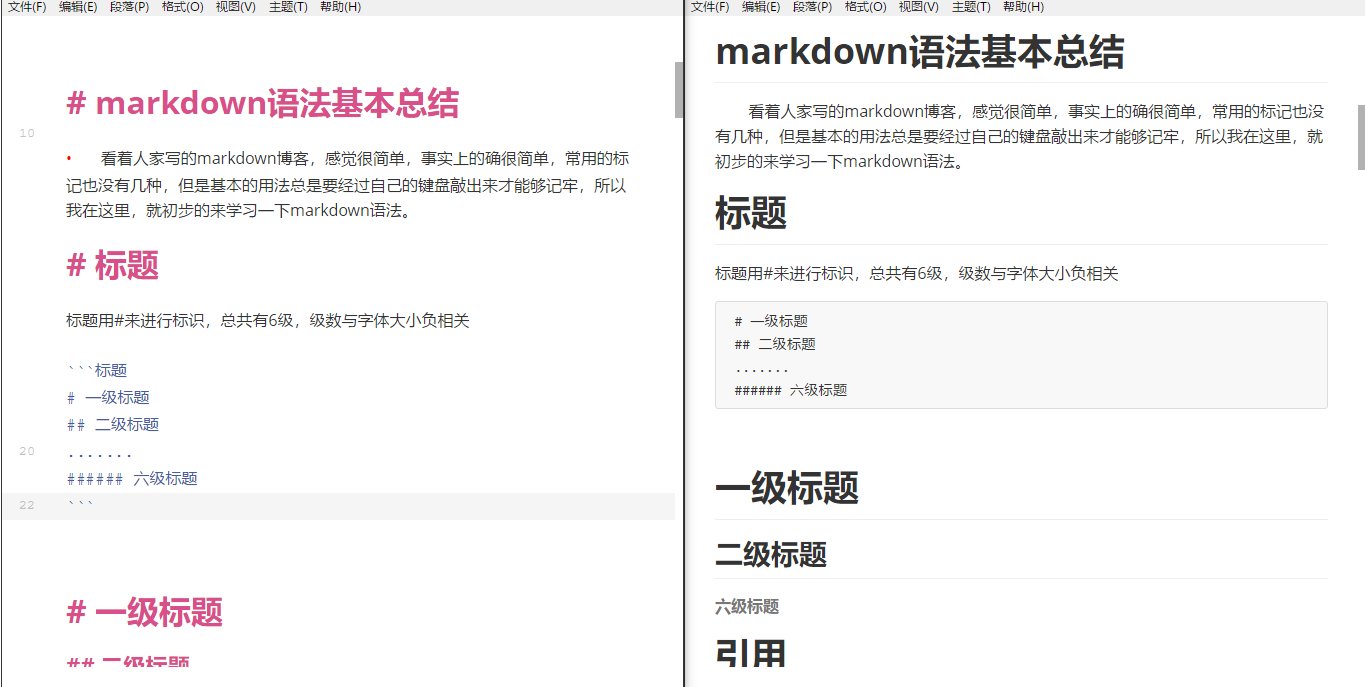 文件(F) 编辑(E) 段落(P) 格式(O) 视图(V) 主题(T) 帮助(H)
# markdown语法基本总结
10
• 看着人家写的markdown博客，感觉很简单，事实上的确很简单，常用的标
记也没有几种，但是基本的用法总是要经过自己的键盘敲出来才能够记牢，所以
我在这里，就初步的来学习一下markdown语法。
# 标题
标题用#来进行标识，总共有6级，级数与字体大小负相关
```标题
# 一级标题
## 二级标题
20 .......
###### 六级标题
22 ```
# 一级标题
## 二级标题
文件(F) 编辑(E) 段落(P) 格式(O) 视图(V) 主题(T) 帮助(H)
markdown语法基本总结
看着人家写的markdown博客，感觉很简单，事实上的确很简单，常用的标记也没
有几种，但是基本的用法总是要经过自己的键盘敲出来才能够记牢，所以我在这里，就
初步的来学习一下markdown语法。
标题
标题用#来进行标识，总共有6级，级数与字体大小负相关
# 一级标题
## 二级标题
.......
###### 六级标题
一级标题
二级标题
六级标题
引用